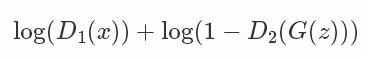 log(D₁(x)) + log(1 − D₂(G(z)))